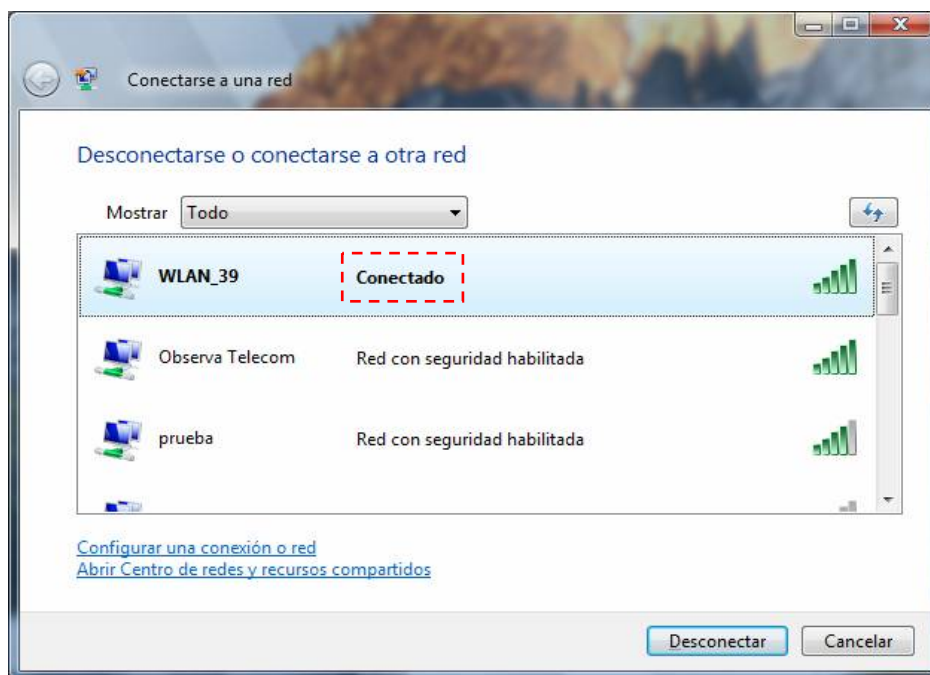 Conectarse a una red
Desconectarse o conectarse a otra red
Mostrar Todo
WLAN_39 Conectado
Observa Telecom Red con seguridad habilitada
prueba Red con seguridad habilitada
Configurar una conexión o red
Abrir Centro de redes y recursos compartidos
Desconectar Cancelar